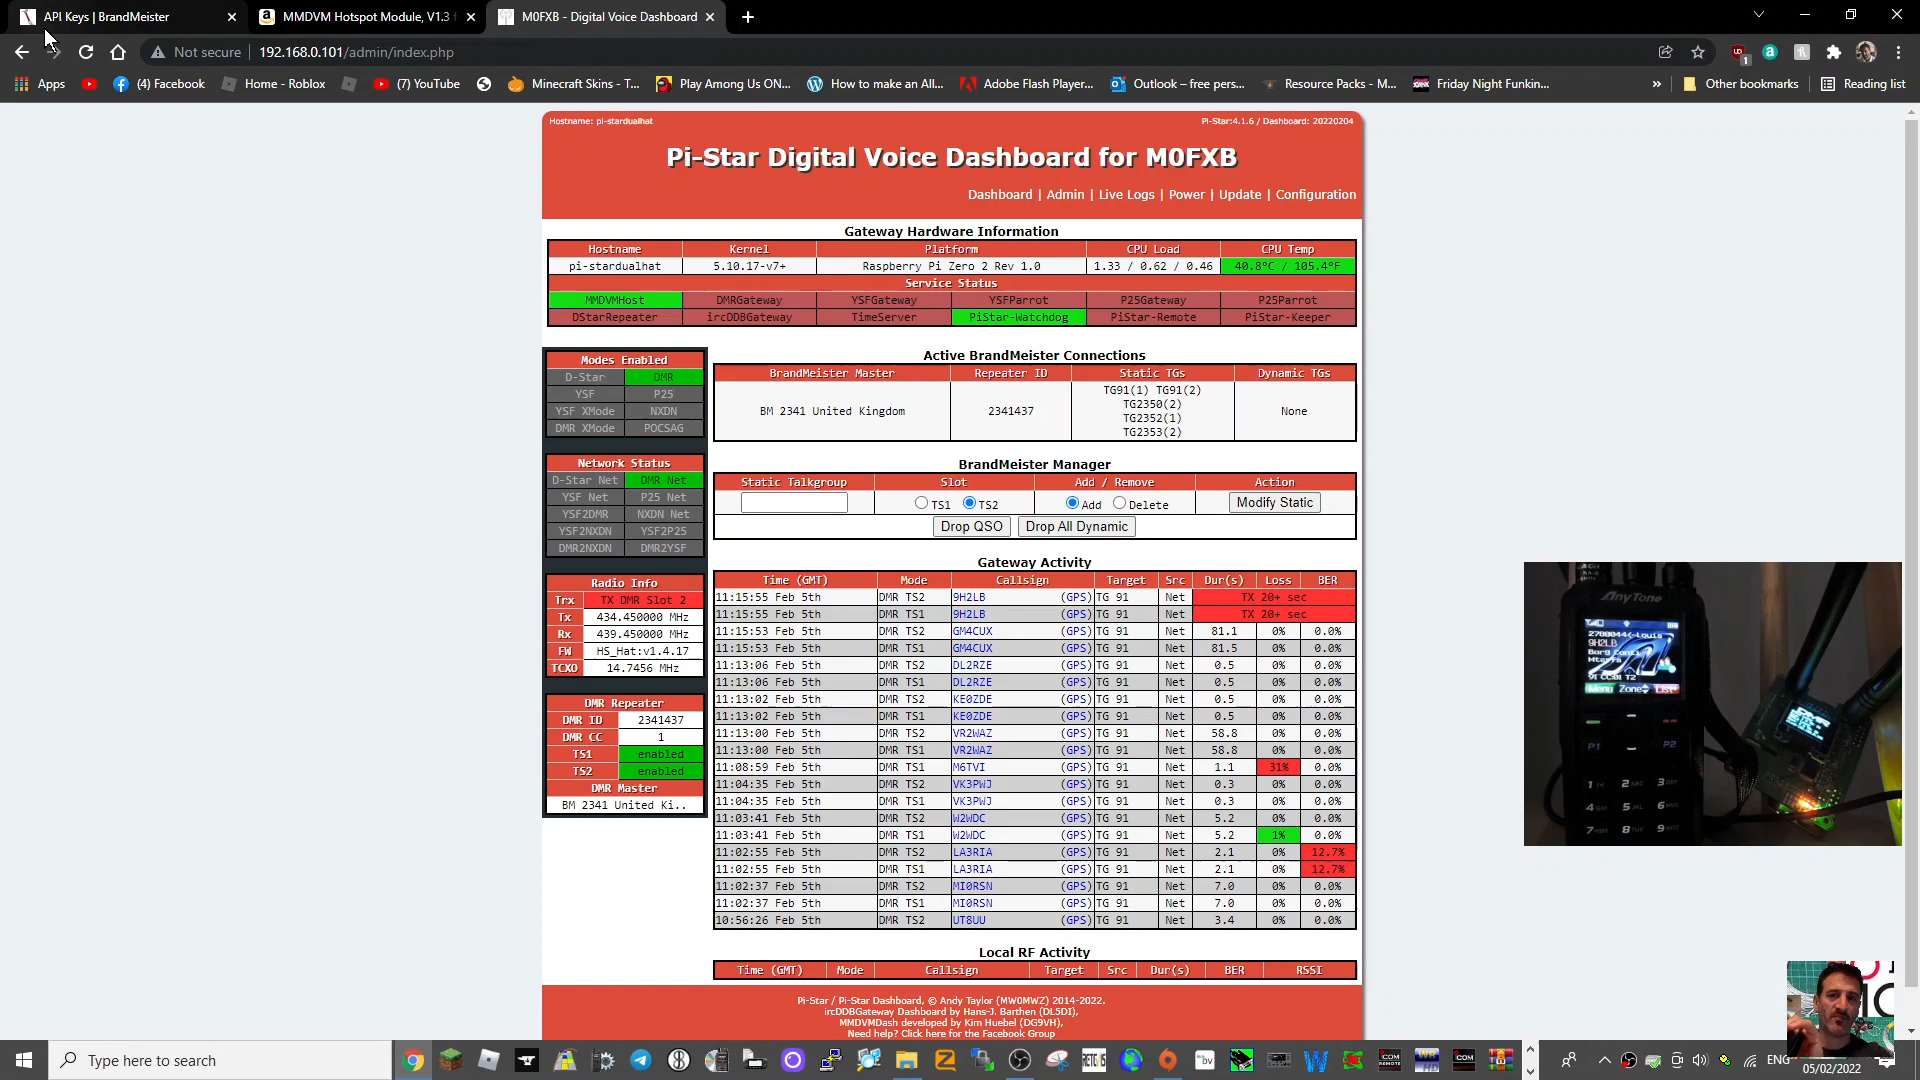 API Keys | BrandMeister
MMDVM Hotspot Module, V1.3 f
M0FXB - Digital Voice Dashboard
Not secure
192.168.0.101/admin/index.php
Apps
(4) Facebook
Home - Roblox
(7) YouTube
Minecraft Skins - T...
Play Among Us ON...
How to make an All...
Adobe Flash Player...
Outlook – free pers...
Resource Packs - M...
Friday Night Funkin...
»
Other bookmarks
Reading list
Hostname: pi-stardualhat
Pi-Star:4.1.6 / Dashboard: 20220204
Pi-Star Digital Voice Dashboard for M0FXB
Dashboard | Admin | Live Logs | Power | Update | Configuration
Gateway Hardware Information
Hostname Kernel Platform CPU Load CPU Temp
pi-stardualhat 5.10.17-v7+ Raspberry Pi Zero 2 Rev 1.0 1.33 / 0.62 / 0.46 40.8°C / 105.4°F
Service Status
MMDVMHost DMRGateway YSFGateway YSFParrot P25Gateway P25Parrot
DStarRepeater ircDDBGateway TimeServer PiStar-Watchdog PiStar-Remote PiStar-Keeper
Modes Enabled
D-Star DMR
YSF P25
YSF XMode NXDN
DMR XMode POCSAG
Network Status
D-Star Net DMR Net
YSF Net P25 Net
YSF2DMR NXDN Net
YSF2NXDN YSF2P25
DMR2NXDN DMR2YSF
Radio Info
Trx TX DMR Slot 2
Tx 434.450000 MHz
Rx 439.450000 MHz
FW HS_Hat:v1.4.17
TCXO 14.7456 MHz
DMR Repeater
DMR ID 2341437
DMR CC 1
TS1 enabled
TS2 enabled
DMR Master
BM 2341 United Ki..
Active BrandMeister Connections
BrandMeister Master Repeater ID Static TGs Dynamic TGs
BM 2341 United Kingdom 2341437 TG91(1) TG91(2) None
TG2350(2)
TG2352(1)
TG2353(2)
BrandMeister Manager
Static Talkgroup Slot Add / Remove Action
TS1 TS2 Add Delete Modify Static
Drop QSO Drop All Dynamic
Gateway Activity
Time (GMT) Mode Callsign Target Src Dur(s) Loss BER
11:15:55 Feb 5th DMR TS2 9H2LB (GPS) TG 91 Net TX 20+ sec
11:15:55 Feb 5th DMR TS1 9H2LB (GPS) TG 91 Net TX 20+ sec
11:15:53 Feb 5th DMR TS2 GM4CUX (GPS) TG 91 Net 81.1 0% 0.0%
11:15:53 Feb 5th DMR TS1 GM4CUX (GPS) TG 91 Net 81.5 0% 0.0%
11:13:06 Feb 5th DMR TS2 DL2RZE (GPS) TG 91 Net 0.5 0% 0.0%
11:13:06 Feb 5th DMR TS1 DL2RZE (GPS) TG 91 Net 0.5 0% 0.0%
11:13:02 Feb 5th DMR TS2 KE0ZDE (GPS) TG 91 Net 0.5 0% 0.0%
11:13:02 Feb 5th DMR TS1 KE0ZDE (GPS) TG 91 Net 0.5 0% 0.0%
11:13:00 Feb 5th DMR TS2 VR2WAZ (GPS) TG 91 Net 58.8 0% 0.0%
11:13:00 Feb 5th DMR TS1 VR2WAZ (GPS) TG 91 Net 58.8 0% 0.0%
11:08:59 Feb 5th DMR TS1 M6TVI (GPS) TG 91 Net 1.1 31% 0.0%
11:04:35 Feb 5th DMR TS2 VK3PWJ (GPS) TG 91 Net 0.3 0% 0.0%
11:04:35 Feb 5th DMR TS1 VK3PWJ (GPS) TG 91 Net 0.3 0% 0.0%
11:03:41 Feb 5th DMR TS2 W2WDC (GPS) TG 91 Net 5.2 0% 0.0%
11:03:41 Feb 5th DMR TS1 W2WDC (GPS) TG 91 Net 5.2 1% 0.0%
11:02:55 Feb 5th DMR TS2 LA3RIA (GPS) TG 91 Net 2.1 0% 12.7%
11:02:55 Feb 5th DMR TS1 LA3RIA (GPS) TG 91 Net 2.1 0% 12.7%
11:02:37 Feb 5th DMR TS2 MI0RSN (GPS) TG 91 Net 7.0 0% 0.0%
11:02:37 Feb 5th DMR TS1 MI0RSN (GPS) TG 91 Net 7.0 0% 0.0%
10:56:26 Feb 5th DMR TS2 UT8UU (GPS) TG 91 Net 3.4 0% 0.0%
Local RF Activity
Time (GMT) Mode Callsign Target Src Dur(s) BER RSSI
Pi-Star / Pi-Star Dashboard, © Andy Taylor (MW0MWZ) 2014-2022.
ircDDBGateway Dashboard by Hans-J. Barthen (DL5DI),
MMDVMDash developed by Kim Huebel (DG9VH),
Need help? Click here for the Facebook Group
AnyTone
2780044 Louis
9H2LB
Menu Zone List
P1 P2
DMR
Type here to search
ENG
05/02/2022